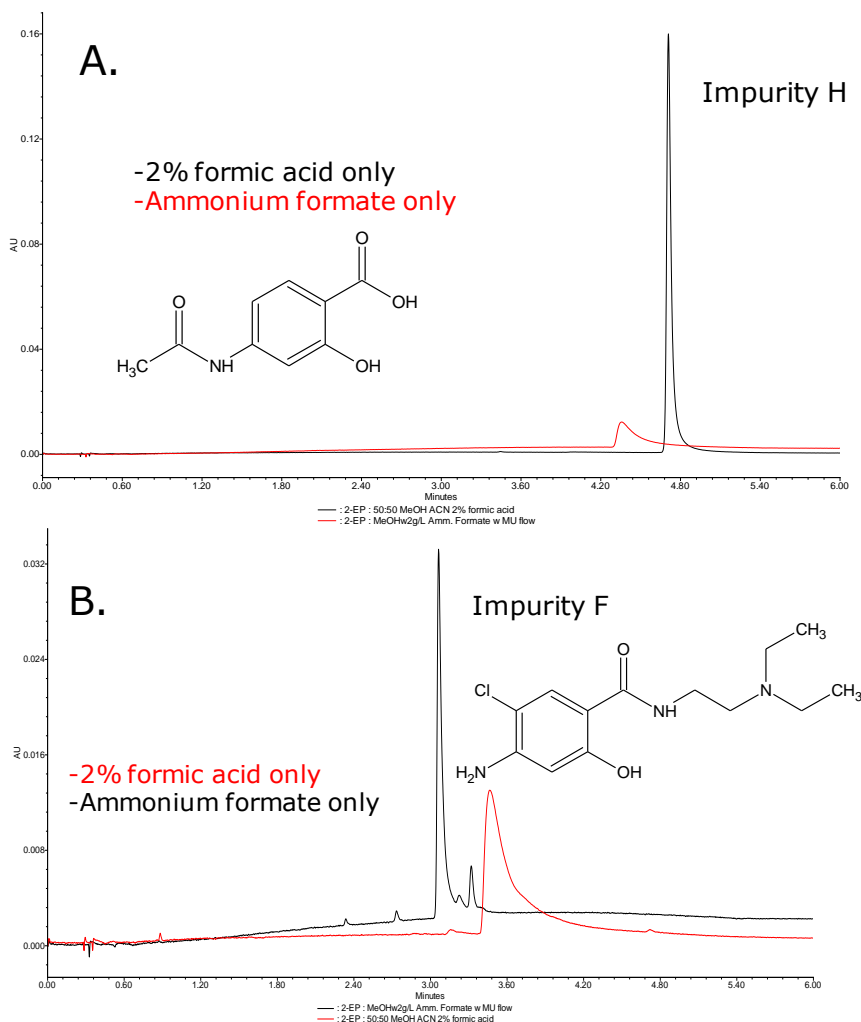 A.
Impurity H
-2% formic acid only
-Ammonium formate only
O
O
OH
H3C
NH
OH
AU
0.16
0.12
0.08
0.04
0.00
0.00 0.60 1.20 1.80 2.40 3.00 3.60 4.20 4.80 5.40 6.00
Minutes
: 2-EP : 50:50 MeOH ACN 2% formic acid
: 2-EP : MeOHw2g/L Amm. Formate w MU flow
B.
Impurity F
CH3
O
Cl
N
CH3
NH
H2N
OH
-2% formic acid only
-Ammonium formate only
AU
0.032
0.024
0.016
0.008
0.000
0.00 0.60 1.20 1.80 2.40 3.00 3.60 4.20 4.80 5.40 6.00
Minutes
: 2-EP : MeOHw2g/L Amm. Formate w MU flow
: 2-EP : 50:50 MeOH ACN 2% formic acid